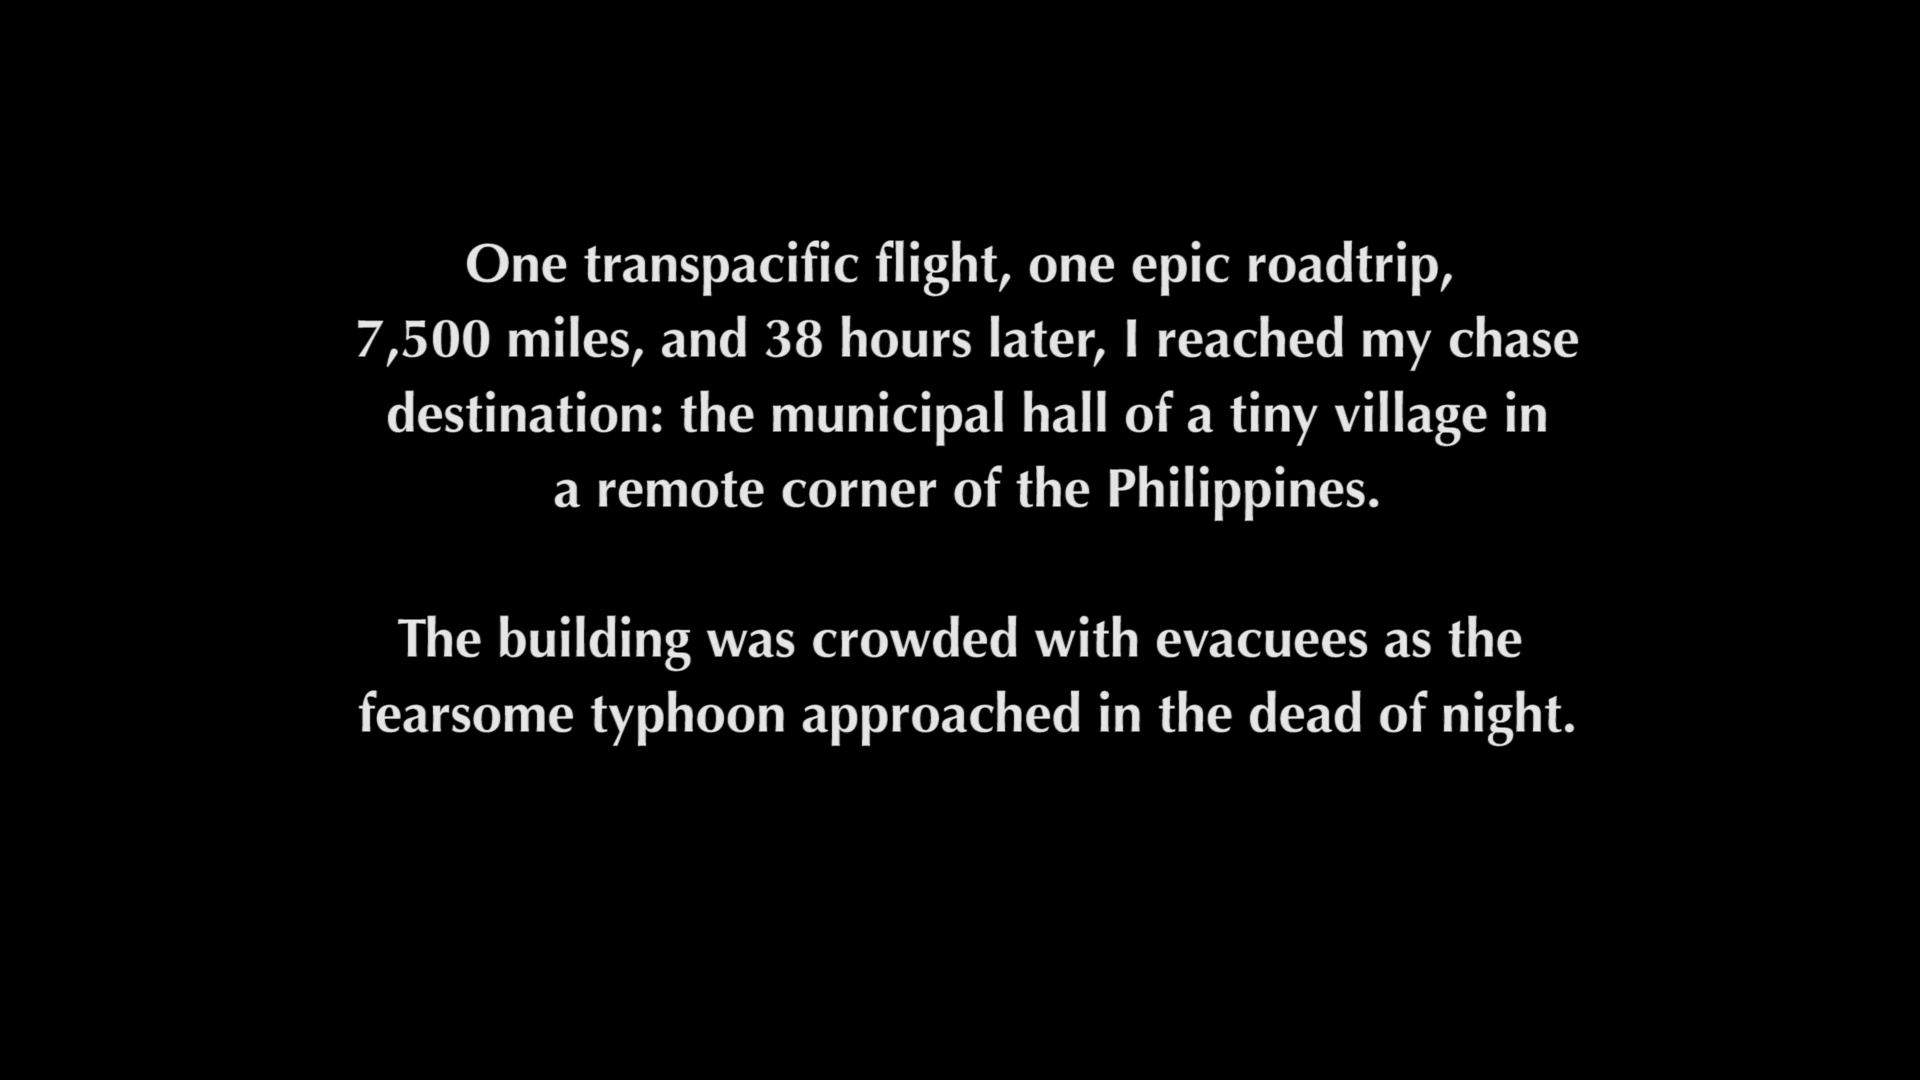 One transpacific flight, one epic roadtrip,
7,500 miles, and 38 hours later, I reached my chase
destination: the municipal hall of a tiny village in
a remote corner of the Philippines.
The building was crowded with evacuees as the
fearsome typhoon approached in the dead of night.